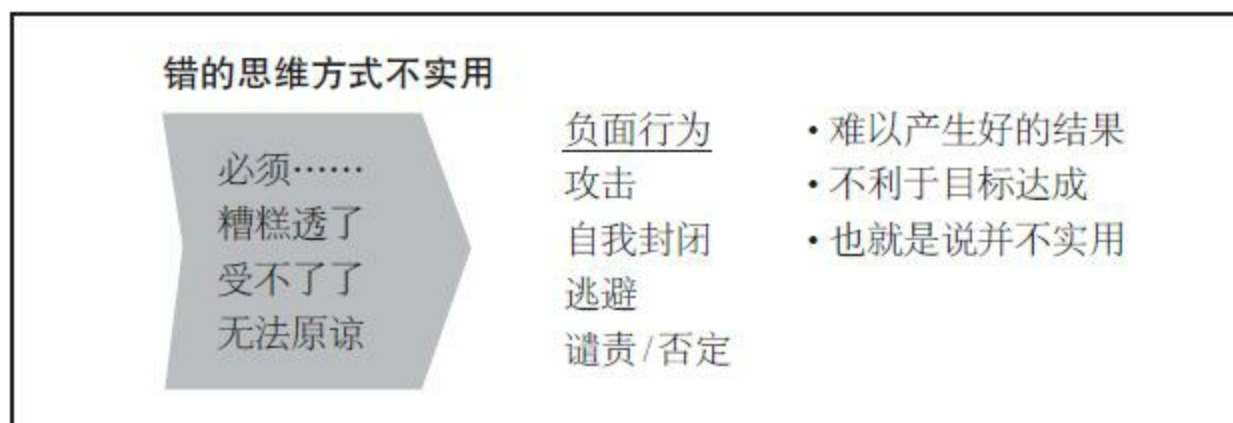 错的思维方式不实用
必须……
糟糕透了
受不了了
无法原谅
负面行为
攻击
自我封闭
逃避
谴责/否定
• 难以产生好的结果
• 不利于目标达成
• 也就是说并不实用